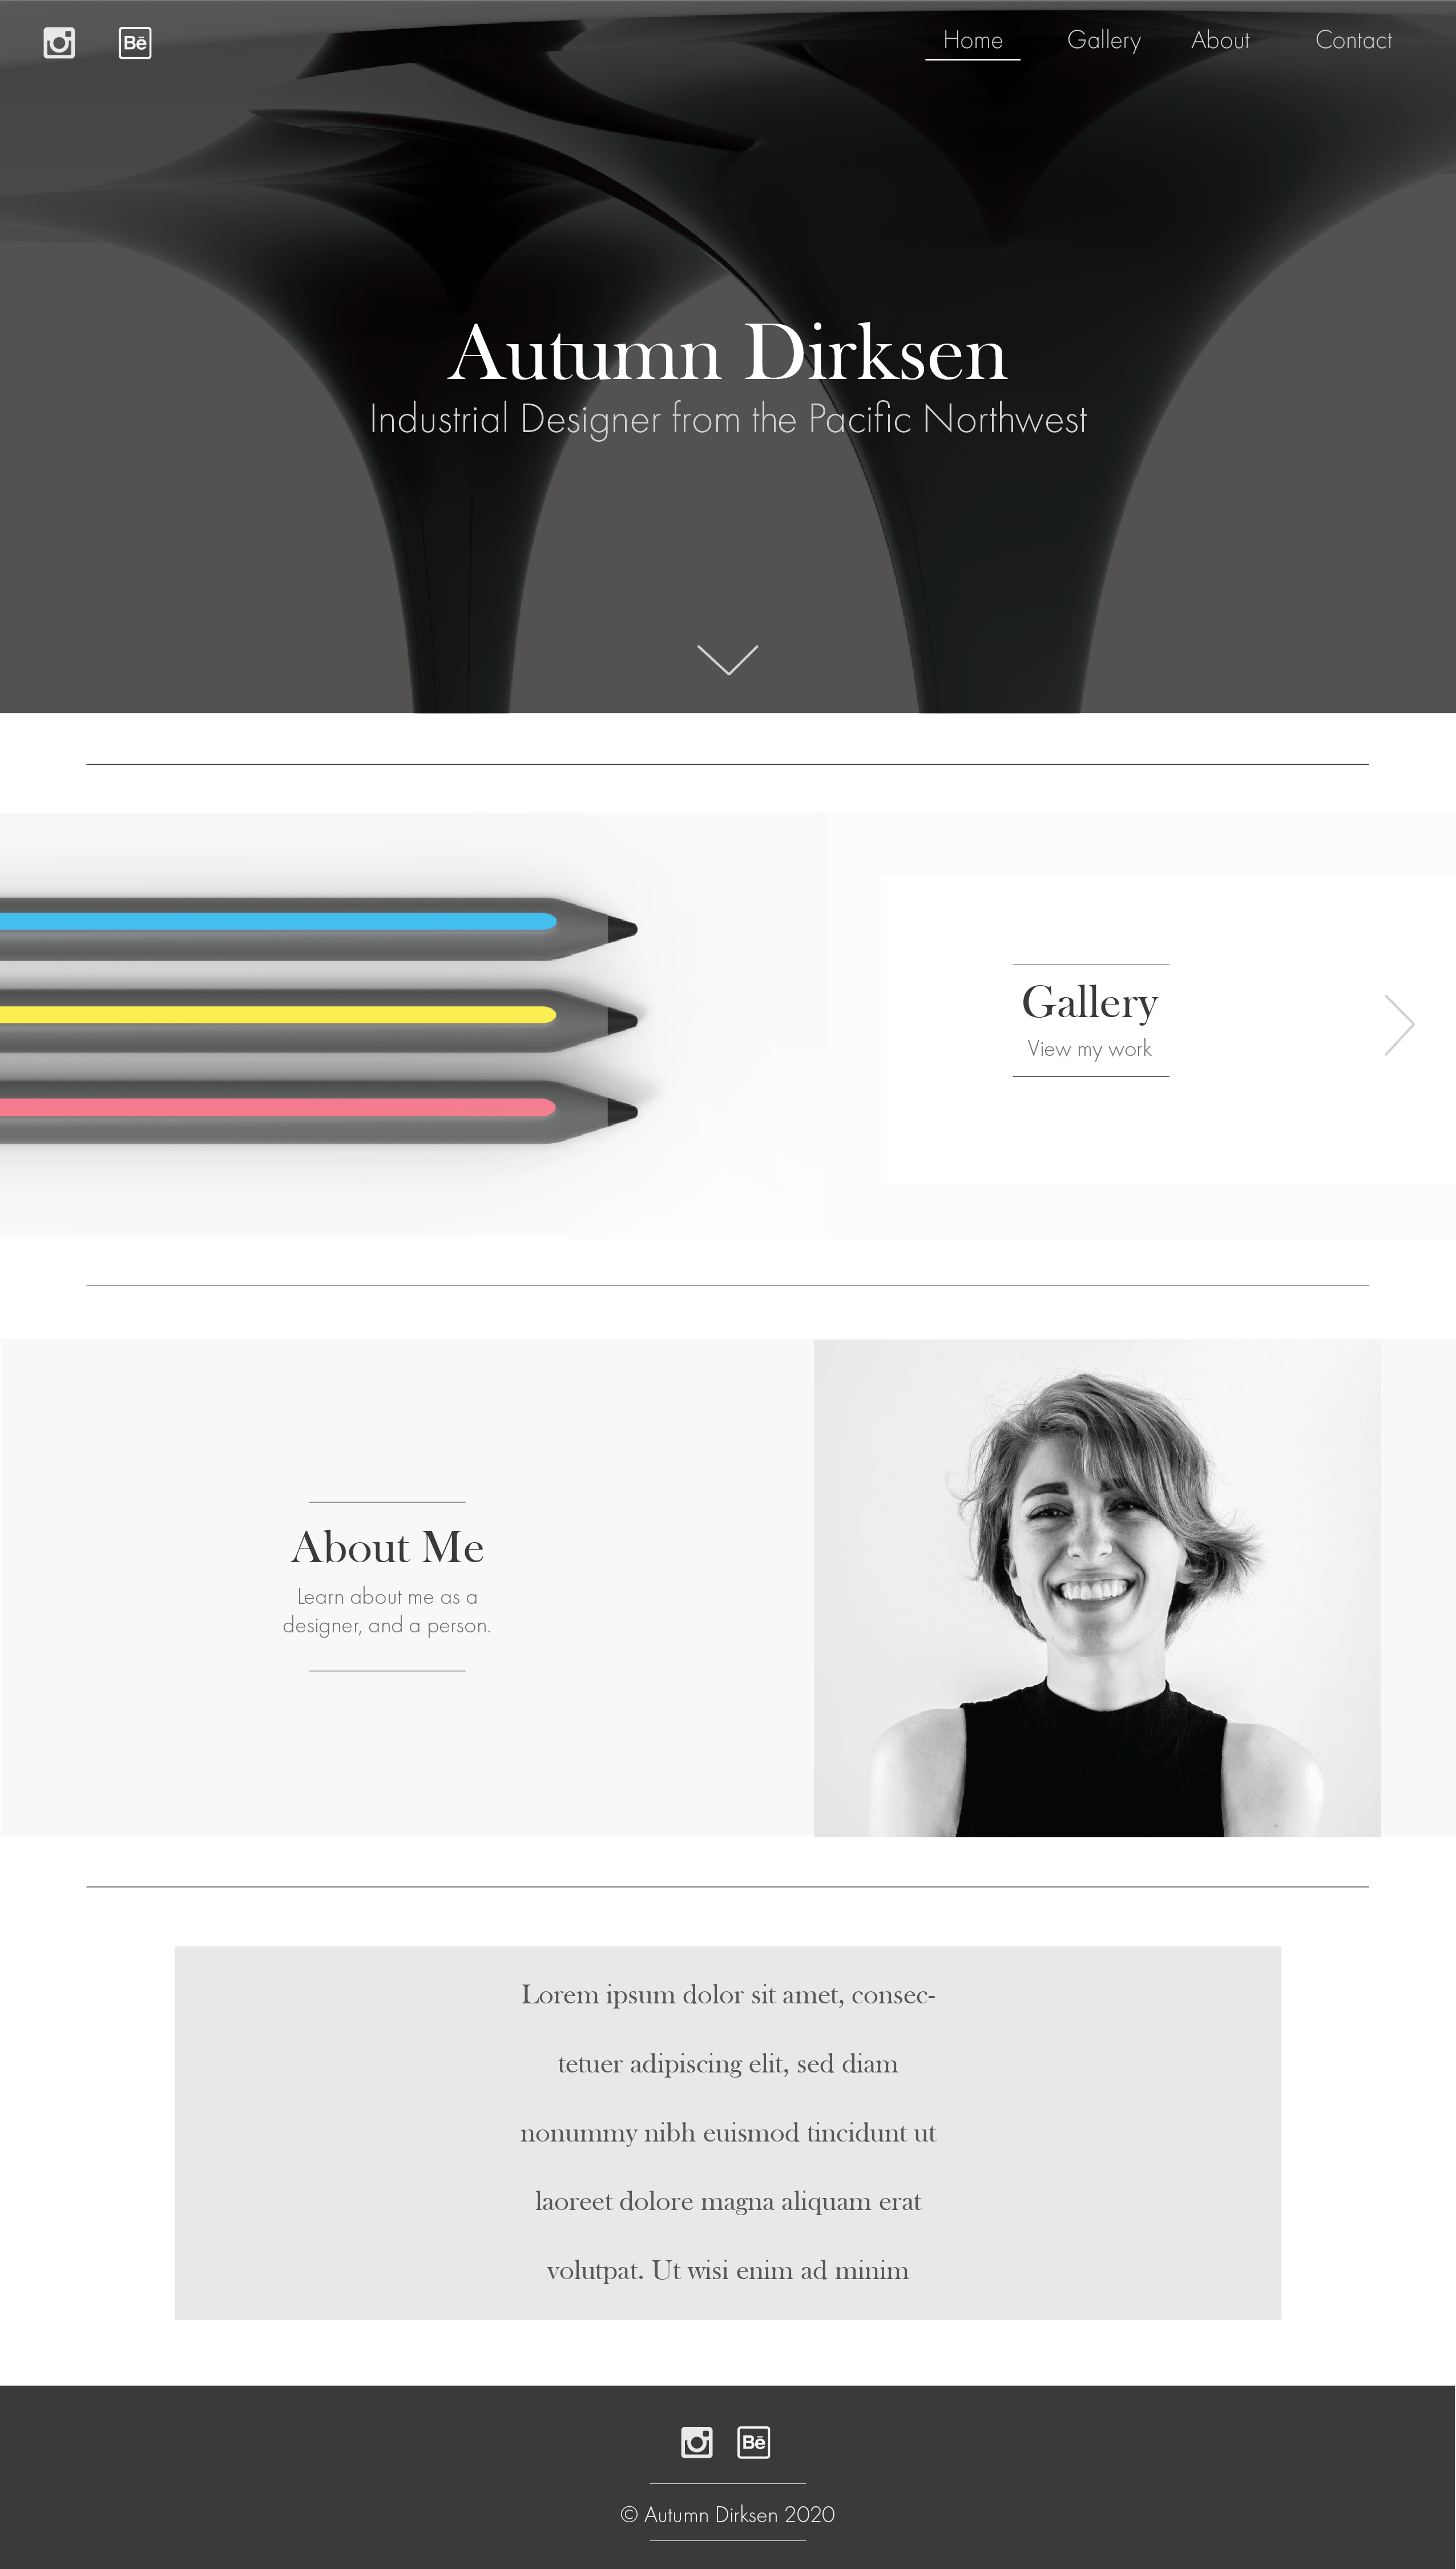 Bē
Home Gallery About Contact
Autumn Dirksen
Industrial Designer from the Pacific Northwest
Gallery
View my work
About Me
Learn about me as a
designer, and a person.
Lorem ipsum dolor sit amet, consec-
tetuer adipiscing elit, sed diam
nonummy nibh euismod tincidunt ut
laoreet dolore magna aliquam erat
volutpat. Ut wisi enim ad minim
Bē
© Autumn Dirksen 2020